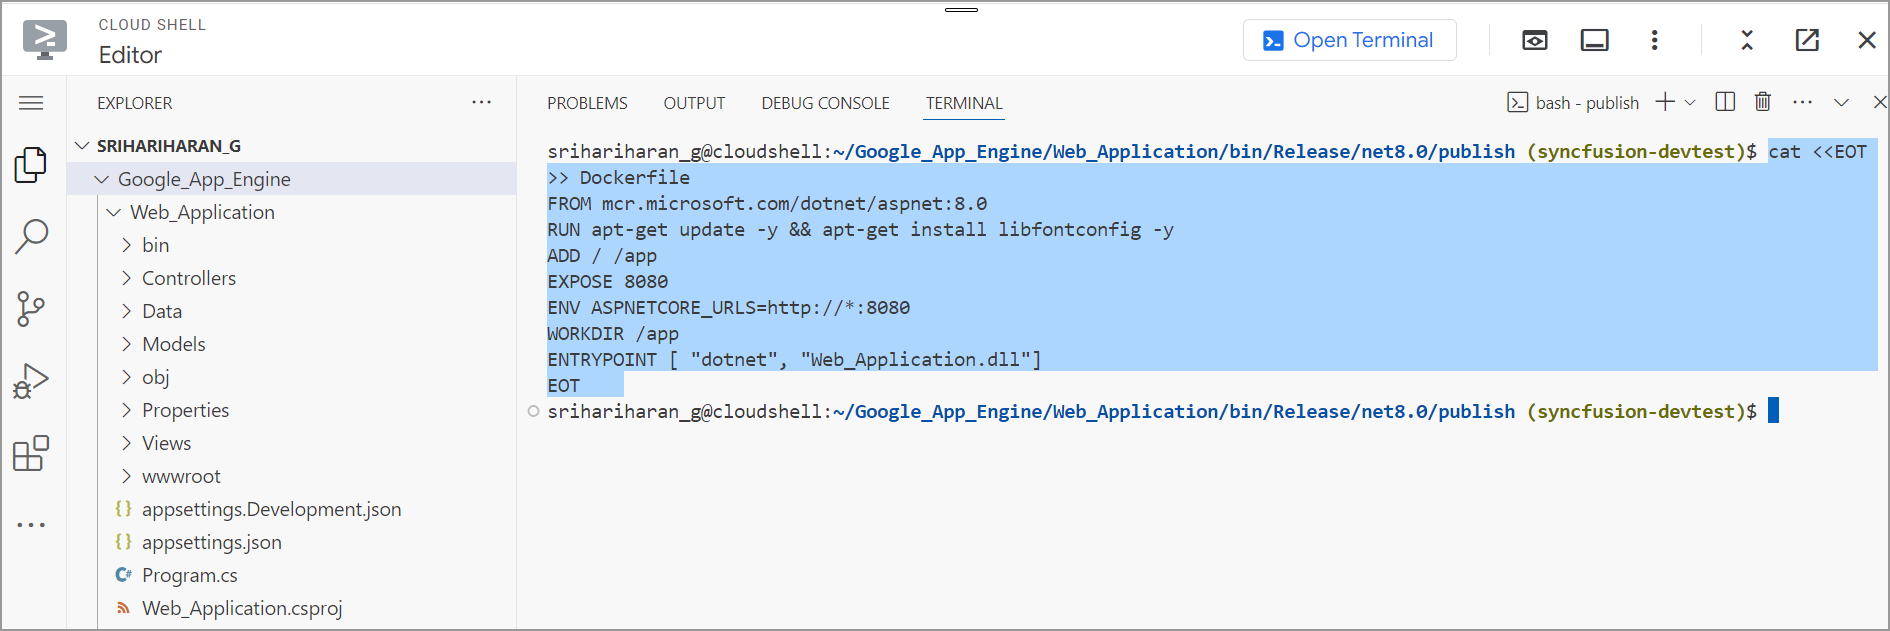 CLOUD SHELL
Editor
Open Terminal
EXPLORER
SRIHARIHARAN_G
Google_App_Engine
Web_Application
bin
Controllers
Data
Models
obj
Properties
Views
wwwroot
{} appsettings.Development.json
{} appsettings.json
C# Program.cs
Web_Application.csproj
PROBLEMS OUTPUT DEBUG CONSOLE TERMINAL
bash - publish
srihariharan_g@cloudshell:~/Google_App_Engine/Web_Application/bin/Release/net8.0/publish (syncfusion-devtest)$ cat <<EOT
>> Dockerfile
FROM mcr.microsoft.com/dotnet/aspnet:8.0
RUN apt-get update -y && apt-get install libfontconfig -y
ADD / /app
EXPOSE 8080
ENV ASPNETCORE_URLS=http://*:8080
WORKDIR /app
ENTRYPOINT [ "dotnet", "Web_Application.dll"]
EOT
srihariharan_g@cloudshell:~/Google_App_Engine/Web_Application/bin/Release/net8.0/publish (syncfusion-devtest)$